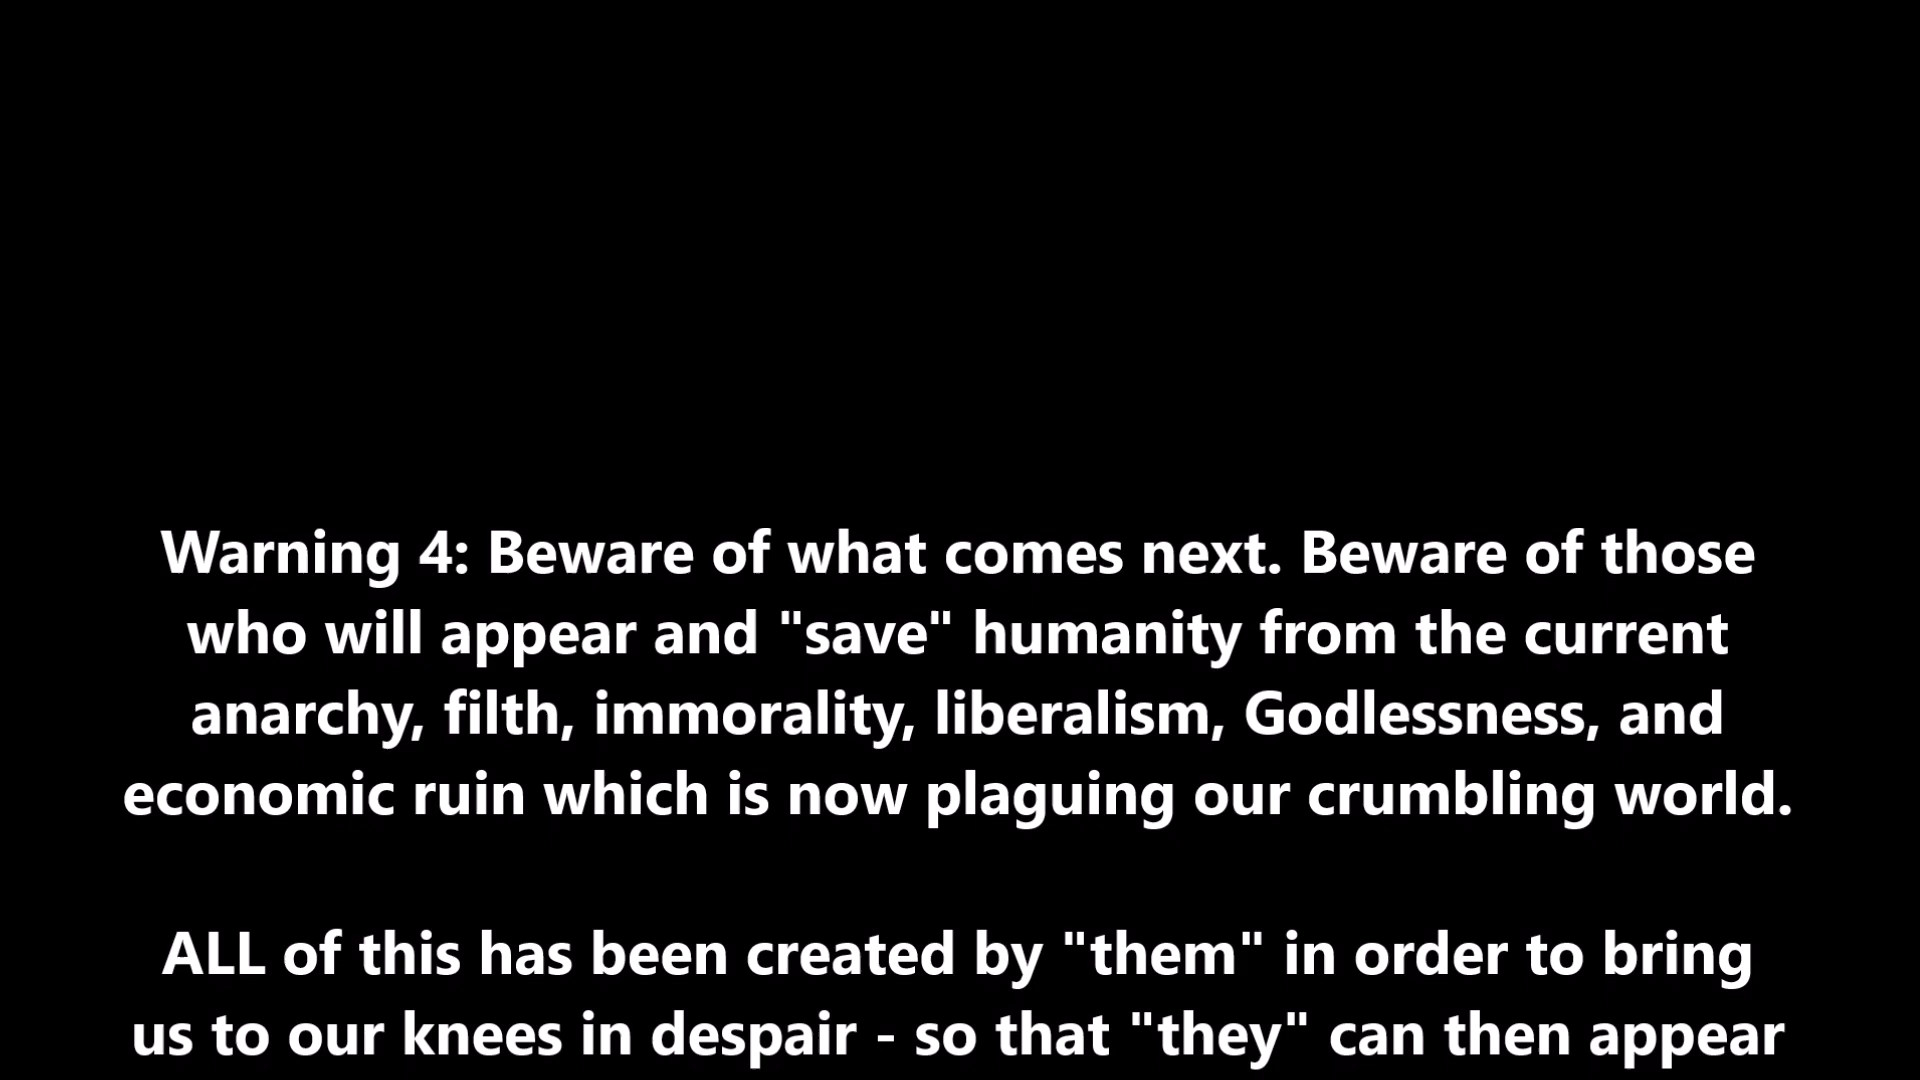 Warning 4: Beware of what comes next. Beware of those
who will appear and "save" humanity from the current
anarchy, filth, immorality, liberalism, Godlessness, and
economic ruin which is now plaguing our crumbling world.
ALL of this has been created by "them" in order to bring
us to our knees in despair - so that "they" can then appear